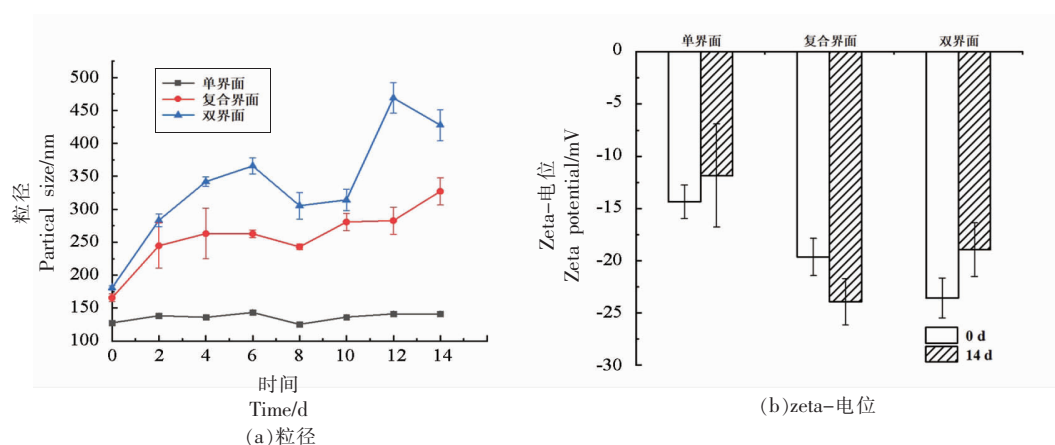 500
450
400
350
300
250
200
150
100
单界面
复合界面
双界面
粒径
Partical size/nm
0 2 4 6 8 10 12 14
时间
Time/d
(a)粒径
单界面 复合界面 双界面
0
-5
-10
-15
-20
-25
-30
Zeta-电位
Zeta potential/mV
0 d
14 d
(b)zeta-电位